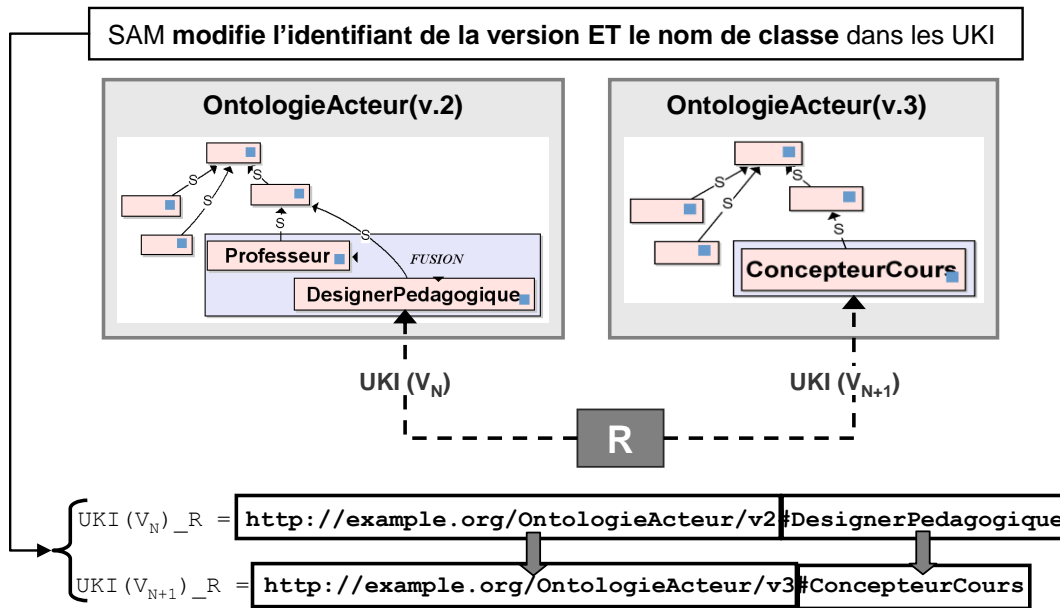 SAM modifie l’identifiant de la version ET le nom de classe dans les UKI
OntologieActeur(v.2)
S
S
S
S
S
Professeur
FUSION
DesignerPedagogique
OntologieActeur(v.3)
S
S
S
S
ConcepteurCours
UKI (VN)
UKI (VN+1)
R
UKI(VN)_R = http://example.org/OntologieActeur/v2#DesignerPedagogique
UKI(VN+1)_R = http://example.org/OntologieActeur/v3#ConcepteurCours